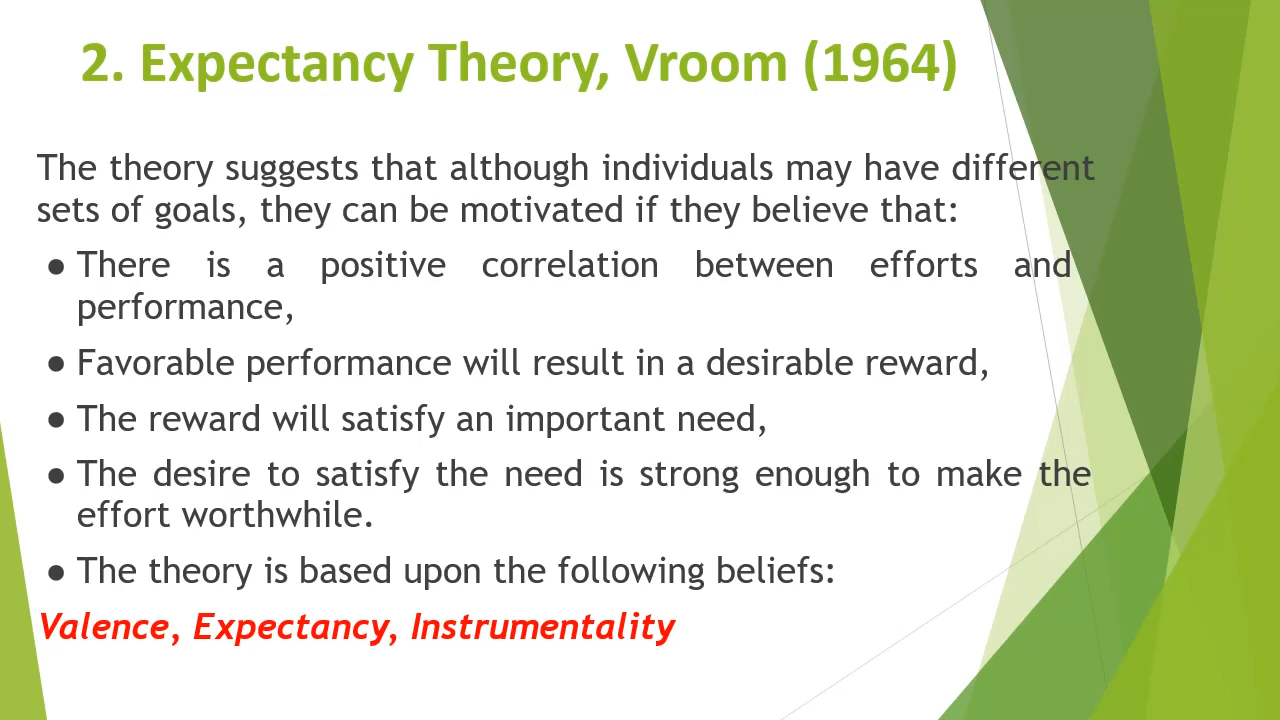 2. Expectancy Theory, Vroom (1964)
The theory suggests that although individuals may have different
sets of goals, they can be motivated if they believe that:
● There is a positive correlation between efforts and
performance,
● Favorable performance will result in a desirable reward,
● The reward will satisfy an important need,
● The desire to satisfy the need is strong enough to make the
effort worthwhile.
● The theory is based upon the following beliefs:
Valence, Expectancy, Instrumentality